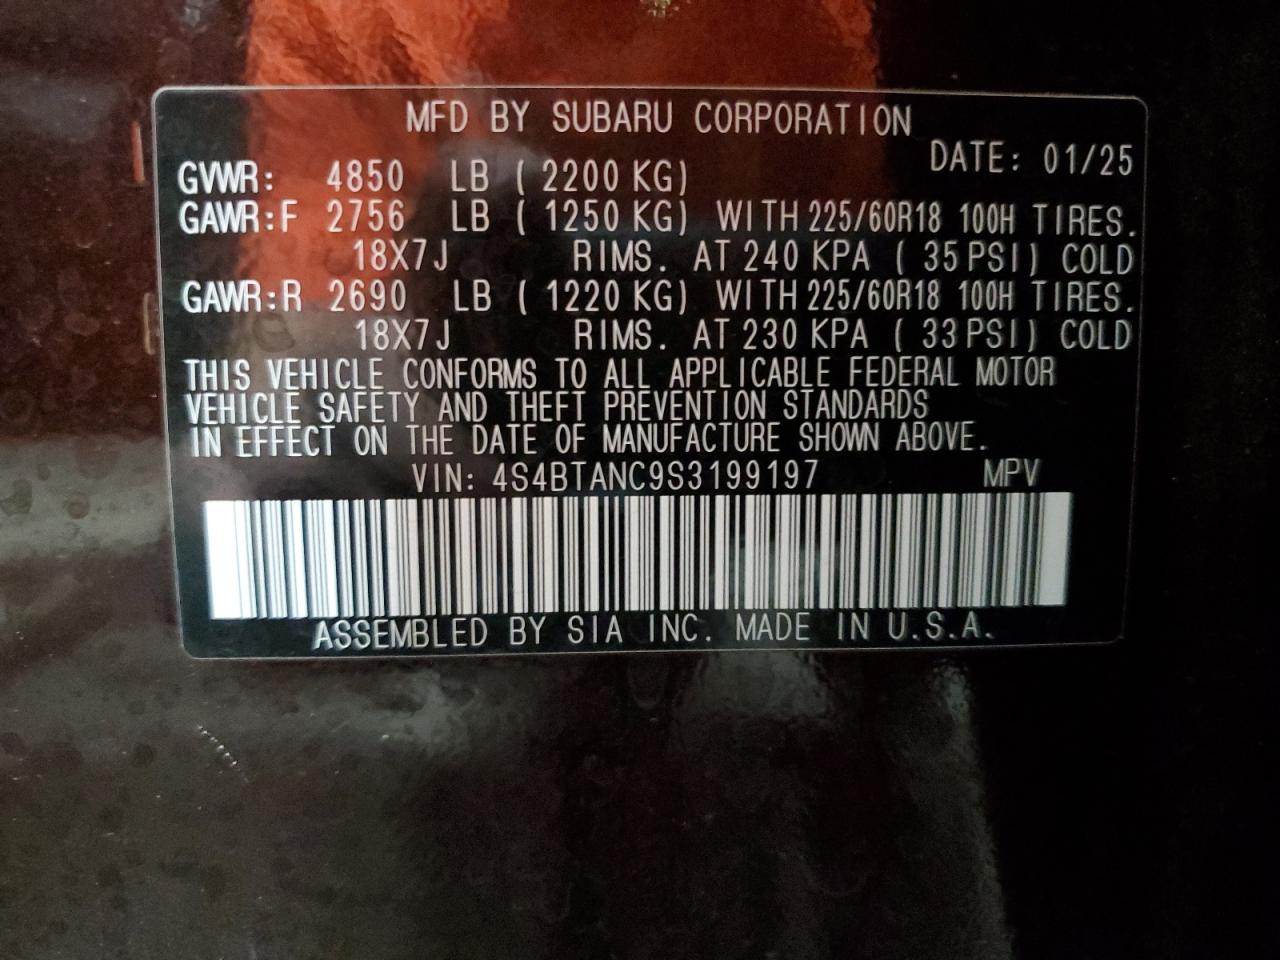 MFD BY SUBARU CORPORATION
DATE: 01/25
GVWR: 4850 LB ( 2200 KG)
GAWR:F 2756 LB ( 1250 KG) WITH 225/60R18 100H TIRES.
18X7J RIMS. AT 240 KPA ( 35 PSI) COLD
GAWR:R 2690 LB ( 1220 KG) WITH 225/60R18 100H TIRES.
18X7J RIMS. AT 230 KPA ( 33 PSI) COLD
THIS VEHICLE CONFORMS TO ALL APPLICABLE FEDERAL MOTOR
VEHICLE SAFETY AND THEFT PREVENTION STANDARDS
IN EFFECT ON THE DATE OF MANUFACTURE SHOWN ABOVE.
VIN: 4S4BTANC9S3199197 MPV
ASSEMBLED BY SIA INC. MADE IN U.S.A.